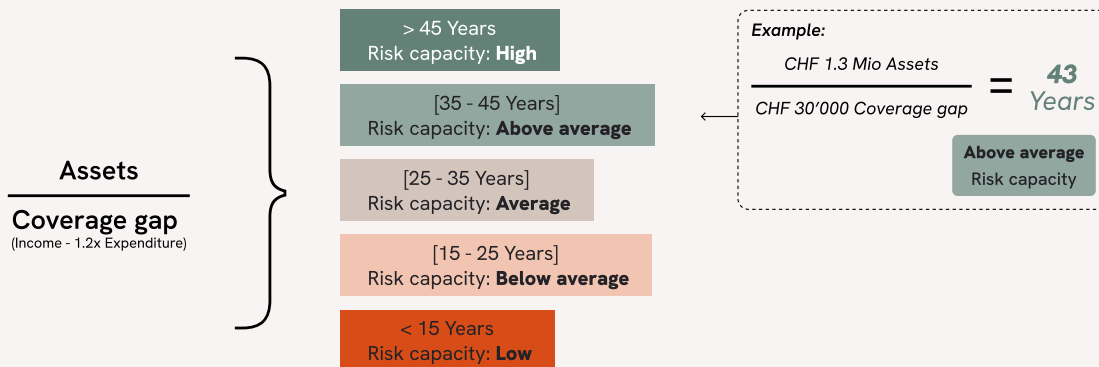 Assets
Coverage gap
(Income - 1.2x Expenditure)
> 45 Years
Risk capacity: High
[35 - 45 Years]
Risk capacity: Above average
[25 - 35 Years]
Risk capacity: Average
[15 - 25 Years]
Risk capacity: Below average
< 15 Years
Risk capacity: Low
Example:
CHF 1.3 Mio Assets
CHF 30’000 Coverage gap
=
43
Years
Above average
Risk capacity